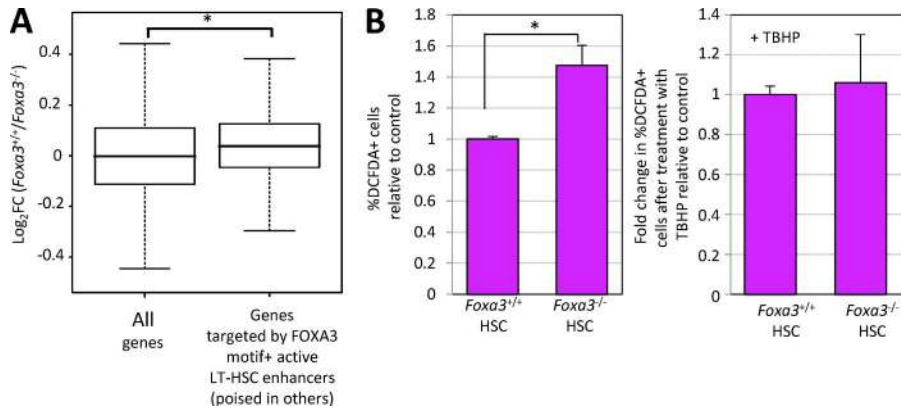 A
*
Log₂FC (Foxa3⁺/⁺/Foxa3⁻/⁻)
0.4
0.2
0
-0.2
-0.4
All
genes
Genes
targeted by FOXA3
motif+ active
LT-HSC enhancers
(poised in others)
B
*
%DCFDA+ cells
relative to control
1.8
1.6
1.4
1.2
1
0.8
0.6
0.4
0.2
0
Foxa3⁺/⁺
HSC
Foxa3⁻/⁻
HSC
+ TBHP
Fold change in %DCFDA+
cells after treatment with
TBHP relative to control
1.4
1.2
1
0.8
0.6
0.4
0.2
0
Foxa3⁺/⁺
HSC
Foxa3⁻/⁻
HSC